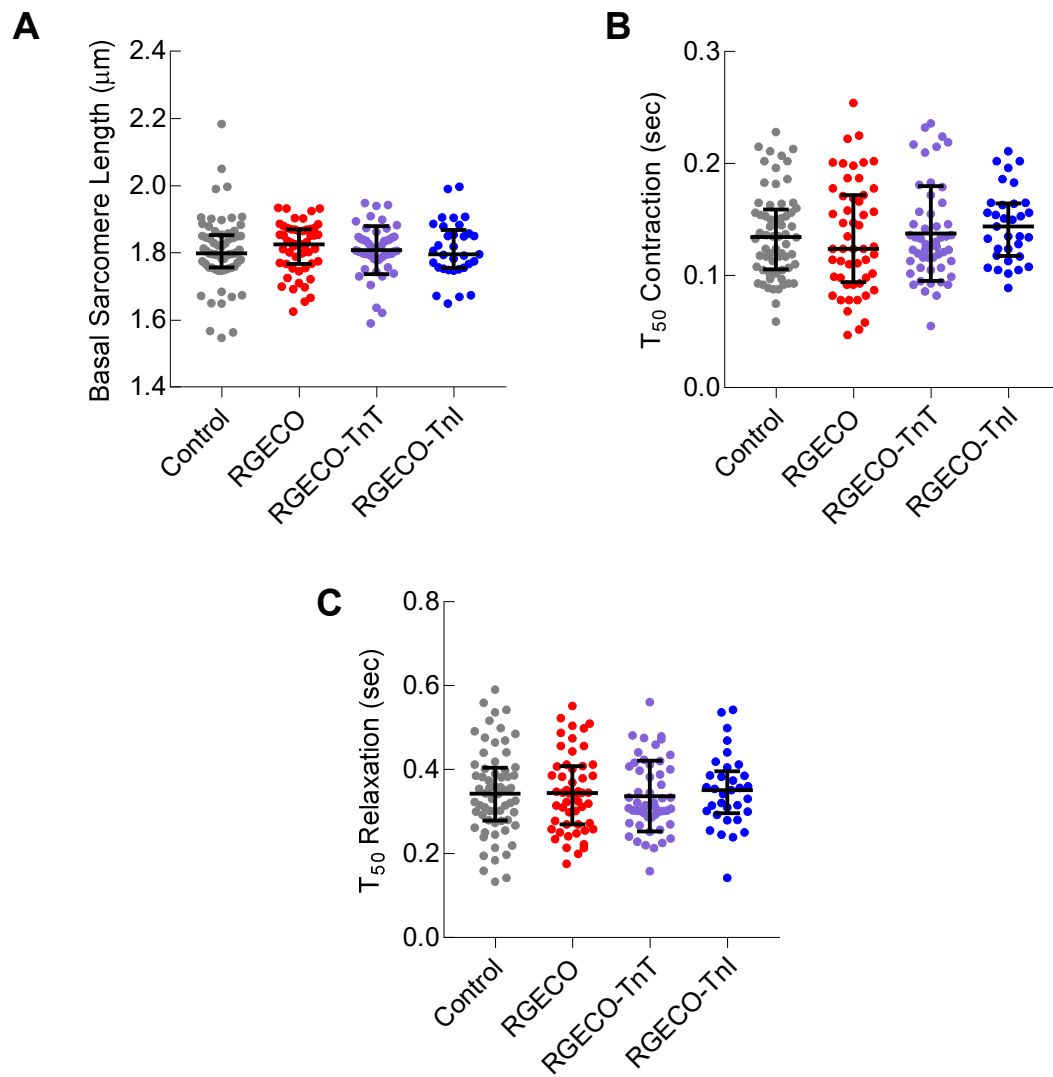 A
Basal Sarcomere Length (μm)
2.4
2.2
2.0
1.8
1.6
1.4
Control
RGECO
RGECO-TnT
RGECO-TnI
B
T₅₀ Contraction (sec)
0.3
0.2
0.1
0.0
Control
RGECO
RGECO-TnT
RGECO-TnI
C
T₅₀ Relaxation (sec)
0.8
0.6
0.4
0.2
0.0
Control
RGECO
RGECO-TnT
RGECO-TnI